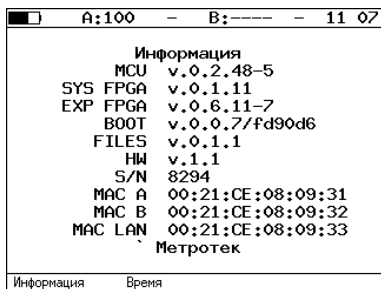 A:100 – B:---- – 11 07
Информация
MCU v.0.2.48-5
SYS FPGA v.0.1.11
EXP FPGA v.0.6.11-7
BOOT v.0.0.7/fd90d6
FILES v.0.1.1
HW v.1.1
S/N 8294
MAC A 00:21:CE:08:09:31
MAC B 00:21:CE:08:09:32
MAC LAN 00:21:CE:08:09:33
` Метротек
Информация Время